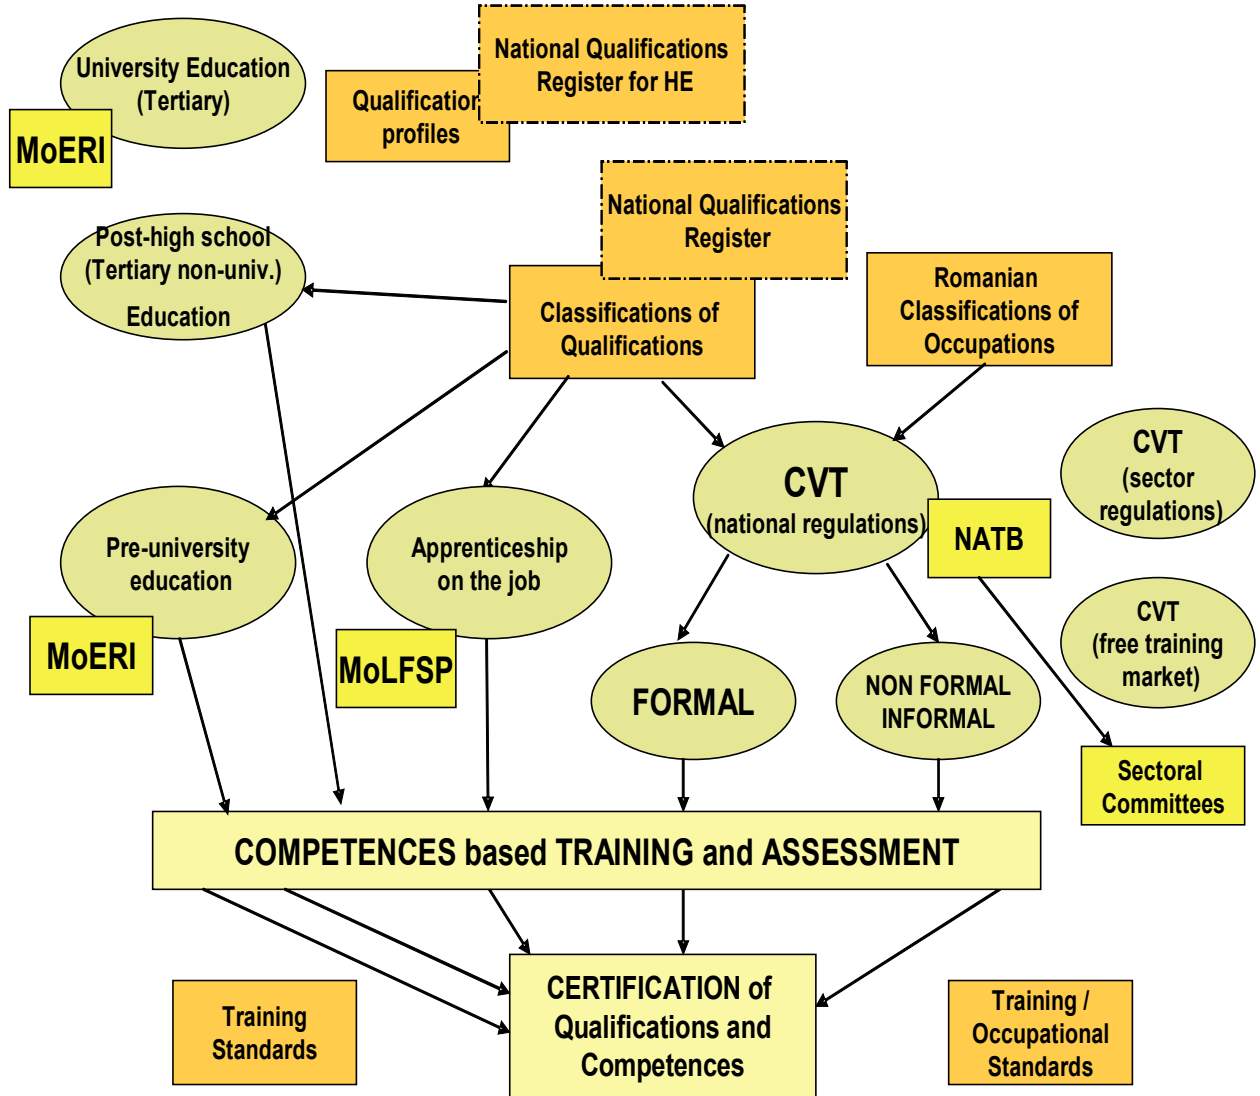 University Education
(Tertiary)
MoERI
Qualification
profiles
National Qualifications
Register for HE
National Qualifications
Register
Post-high school
(Tertiary non-univ.)
Education
Classifications of
Qualifications
Romanian
Classifications of
Occupations
CVT
(national regulations)
NATB
CVT
(sector
regulations)
Pre-university
education
MoERI
Apprenticeship
on the job
MoLFSP
CVT
(free training
market)
FORMAL
NON FORMAL
INFORMAL
Sectoral
Committees
COMPETENCES based TRAINING and ASSESSMENT
Training
Standards
CERTIFICATION of
Qualifications and
Competences
Training /
Occupational
Standards